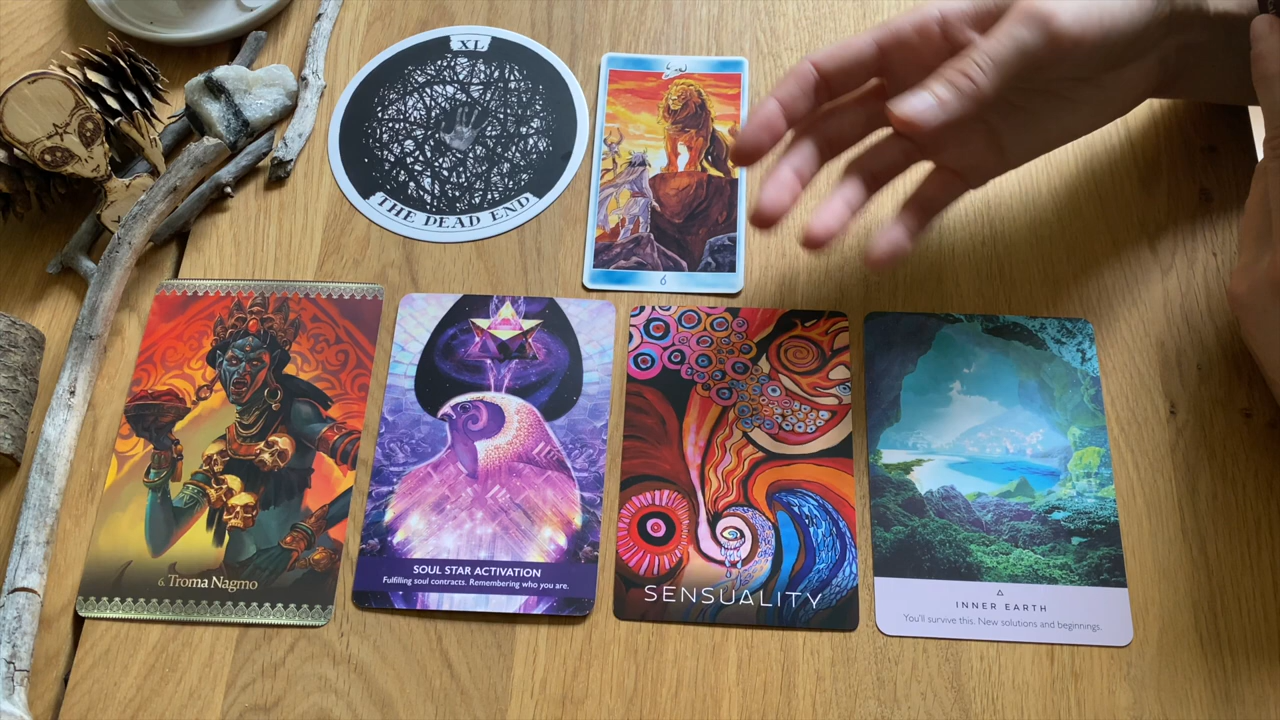 XL
THE DEAD END
6
6. Troma Nagmo
SOUL STAR ACTIVATION
Fulfilling soul contracts. Remembering who you are.
SENSUALITY
INNER EARTH
You'll survive this. New solutions and beginnings.